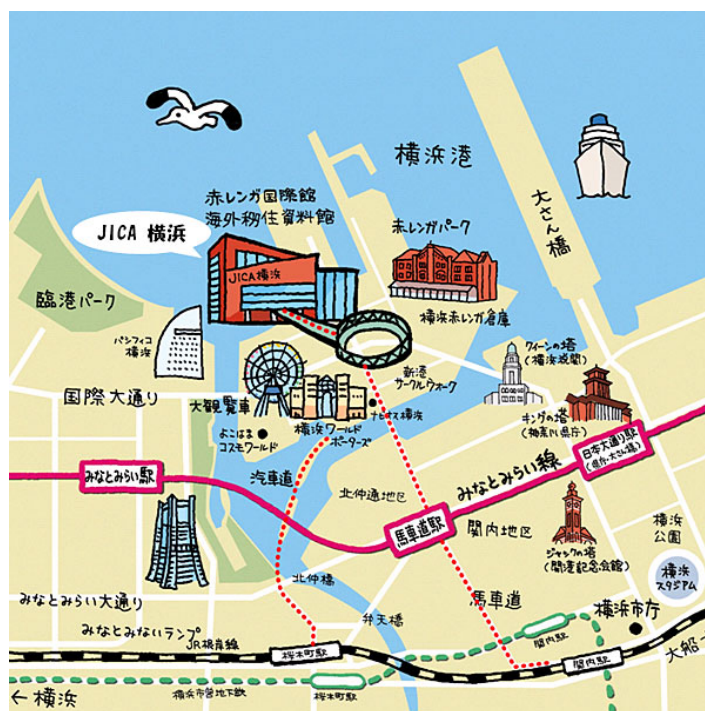 横浜港
大さん橋
赤レンガ国際館
海外移住資料館
JICA 横浜
赤レンガパーク
JICA横浜
臨港パーク
横浜赤レンガ倉庫
パシフィコ
横浜
クイーンの塔
(横浜税関)
新港
サークルウォーク
国際大通り
大観覧車
ナビオス横浜
キングの塔
(神奈川県庁)
よこはま
コスモワールド
横浜ワールド
ポーターズ
日本大通り駅
(県庁・大さん橋)
みなとみらい駅
汽車道
みなとみらい線
北仲通地区
馬車道駅
関内地区
横浜
公園
ジャックの塔
(開港記念会館)
北仲橋
横浜
スタジアム
みなとみらい大通り
馬車道
弁天橋
横浜市庁
みなとみないランプ
JR根岸線
関内駅
桜木町駅
関内駅
大船→
←横浜
横浜市営地下鉄
桜木町駅